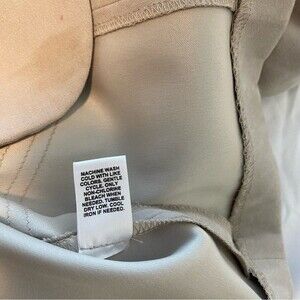 MACHINE WASH
COLD WITH LIKE
COLORS. GENTLE
CYCLE. ONLY
NON-CHLORINE
BLEACH WHEN
NEEDED. TUMBLE
DRY LOW. COOL
IRON IF NEEDED.